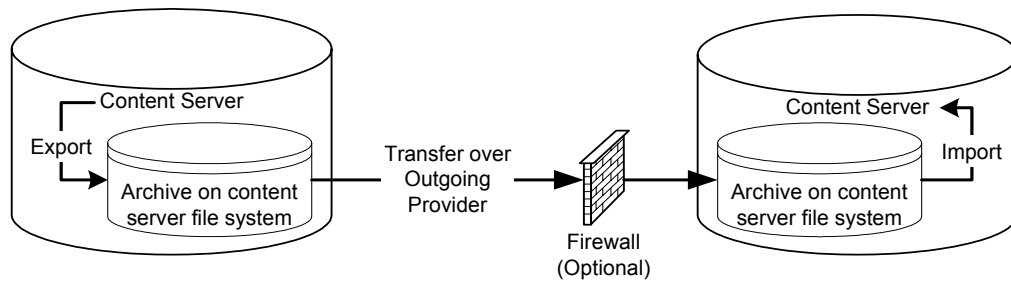 Content Server
Export
Archive on content
server file system
Transfer over
Outgoing
Provider
Firewall
(Optional)
Content Server
Import
Archive on content
server file system